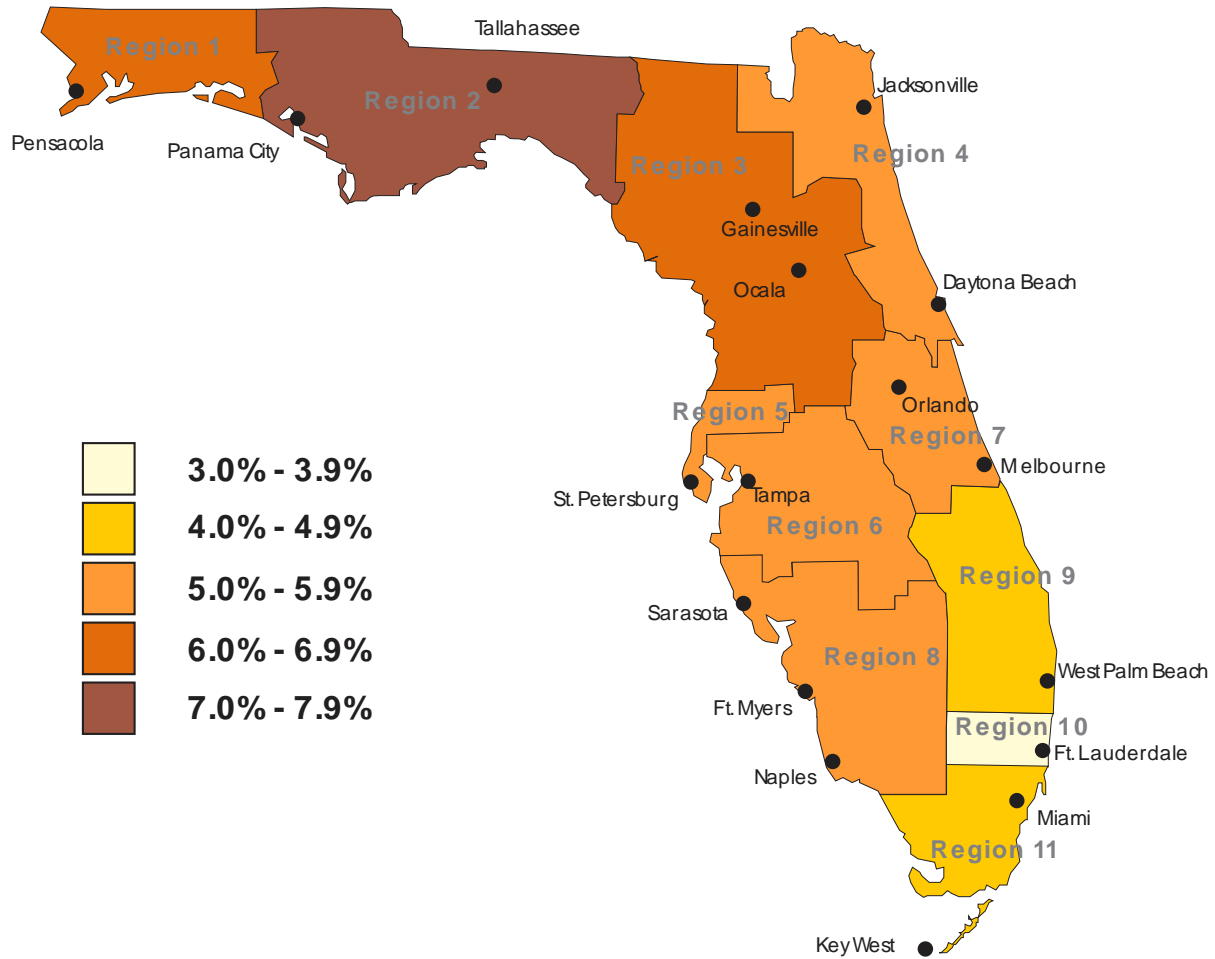 Region 1
Tallahassee
Region 2
Jacksonville
Pensacola
Panama City
Region 4
Region 3
Gainesville
Ocala
Daytona Beach
Region 5
Orlando
Region 7
Melbourne
3.0% - 3.9%
St. Petersburg
Tampa
4.0% - 4.9%
Region 6
5.0% - 5.9%
Region 9
Sarasota
6.0% - 6.9%
Region 8
West Palm Beach
7.0% - 7.9%
Ft. Myers
Region 10
Ft. Lauderdale
Naples
Miami
Region 11
Key West